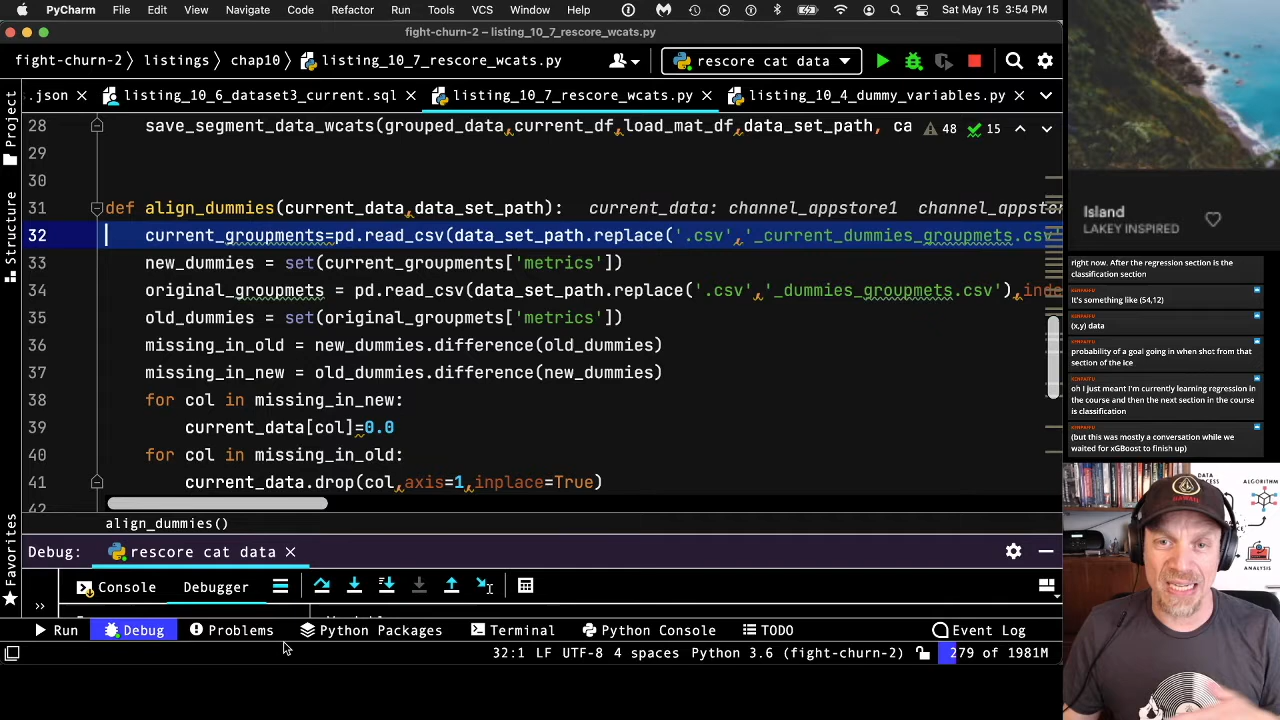 PyCharm File Edit View Navigate Code Refactor Run Tools VCS Window Help Sat May 15 3:54 PM
fight-churn-2 – listing_10_7_rescore_wcats.py
fight-churn-2 listings chap10 listing_10_7_rescore_wcats.py rescore cat data
.json listing_10_6_dataset3_current.sql listing_10_7_rescore_wcats.py listing_10_4_dummy_variables.py
28 save_segment_data_wcats(grouped_data,current_df,load_mat_df,data_set_path, ca 48 15
29
30
31 def align_dummies(current_data,data_set_path): current_data: channel_appstore1 channel_appstor
32 current_groupments=pd.read_csv(data_set_path.replace('.csv','_current_dummies_groupmets.csv'
33 new_dummies = set(current_groupments['metrics'])
34 original_groupmets = pd.read_csv(data_set_path.replace('.csv','_dummies_groupmets.csv'),inde
35 old_dummies = set(original_groupmets['metrics'])
36 missing_in_old = new_dummies.difference(old_dummies)
37 missing_in_new = old_dummies.difference(new_dummies)
38 for col in missing_in_new:
39 current_data[col]=0.0
40 for col in missing_in_old:
41 current_data.drop(col,axis=1,inplace=True)
42
align_dummies()
Debug: rescore cat data
Console Debugger
Run Debug Problems Python Packages Terminal Python Console TODO Event Log
32:1 LF UTF-8 4 spaces Python 3.6 (fight-churn-2) 279 of 1981M
Project
Structure
Favorites
Island
LAKEY INSPIRED
right now. After the regression section is the
classification section
It's something like (54,12)
(x,y) data
probability of a goal going in when shot from that
section of the ice
oh I just meant I'm currently learning regression in
the course and then the next section in the course
is classification
(but this was mostly a conversation while we
waited for xGBoost to finish up)
DATA
ALGORITHM
HAWAII
ANALYSIS